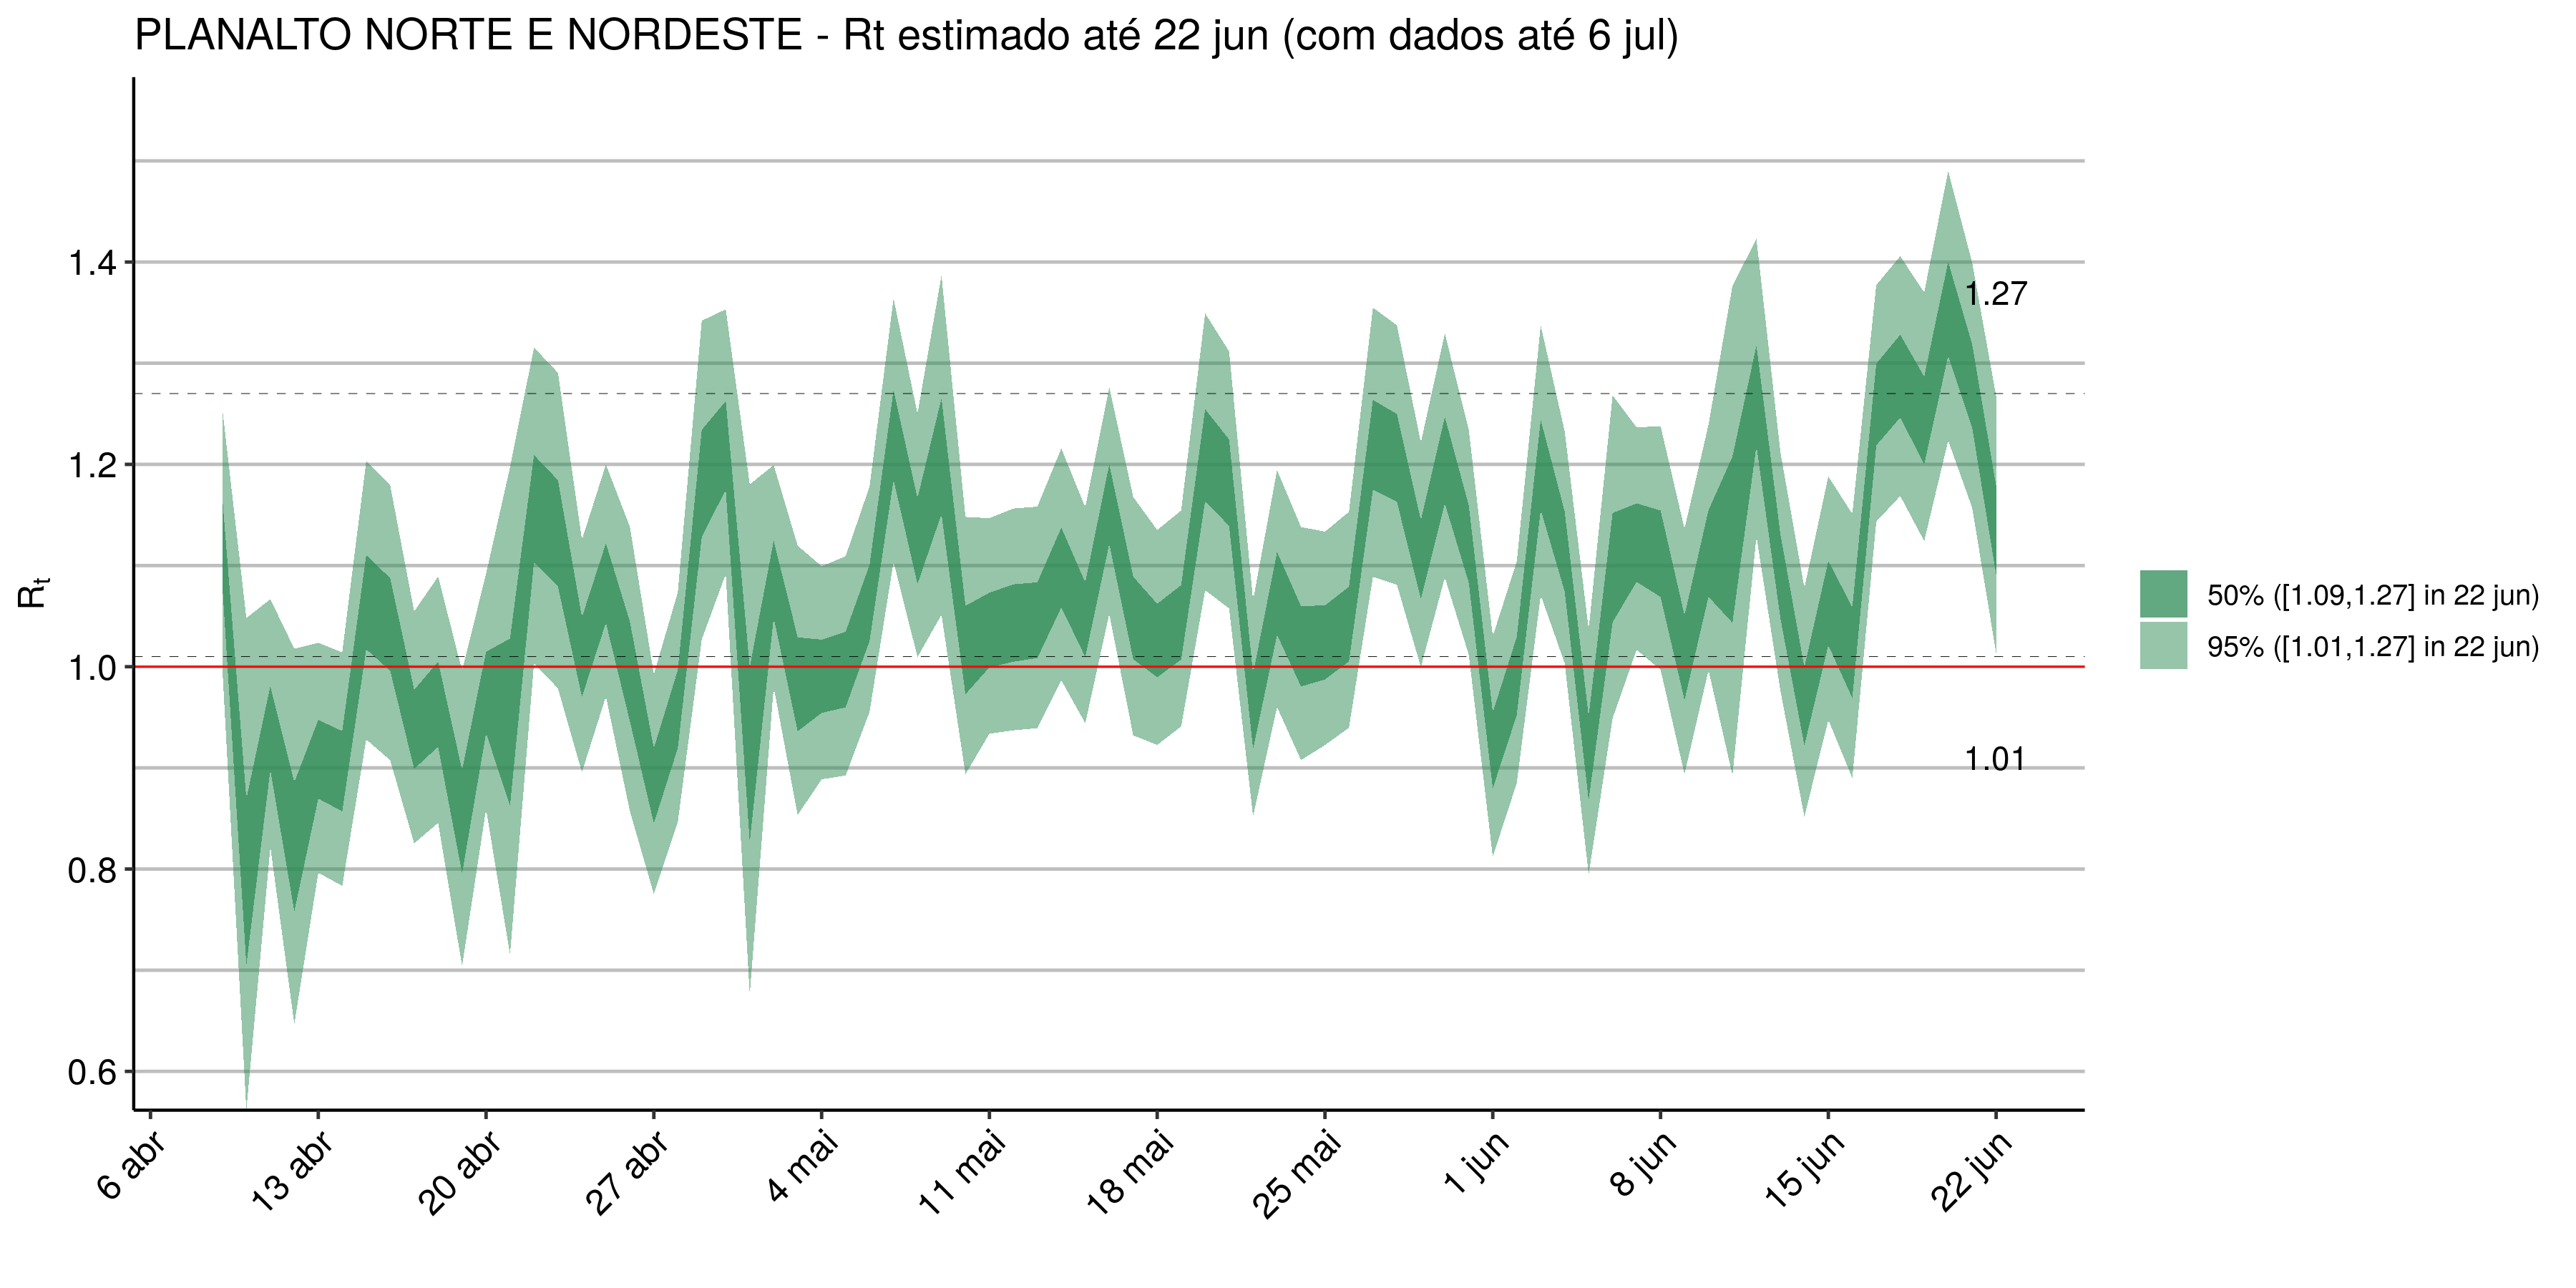 PLANALTO NORTE E NORDESTE - Rt estimado até 22 jun (com dados até 6 jul)
1.4
1.2
1.0
0.8
0.6
Rt
1.27
1.01
50% ([1.09,1.27] in 22 jun)
95% ([1.01,1.27] in 22 jun)
6 abr
13 abr
20 abr
27 abr
4 mai
11 mai
18 mai
25 mai
1 jun
8 jun
15 jun
22 jun